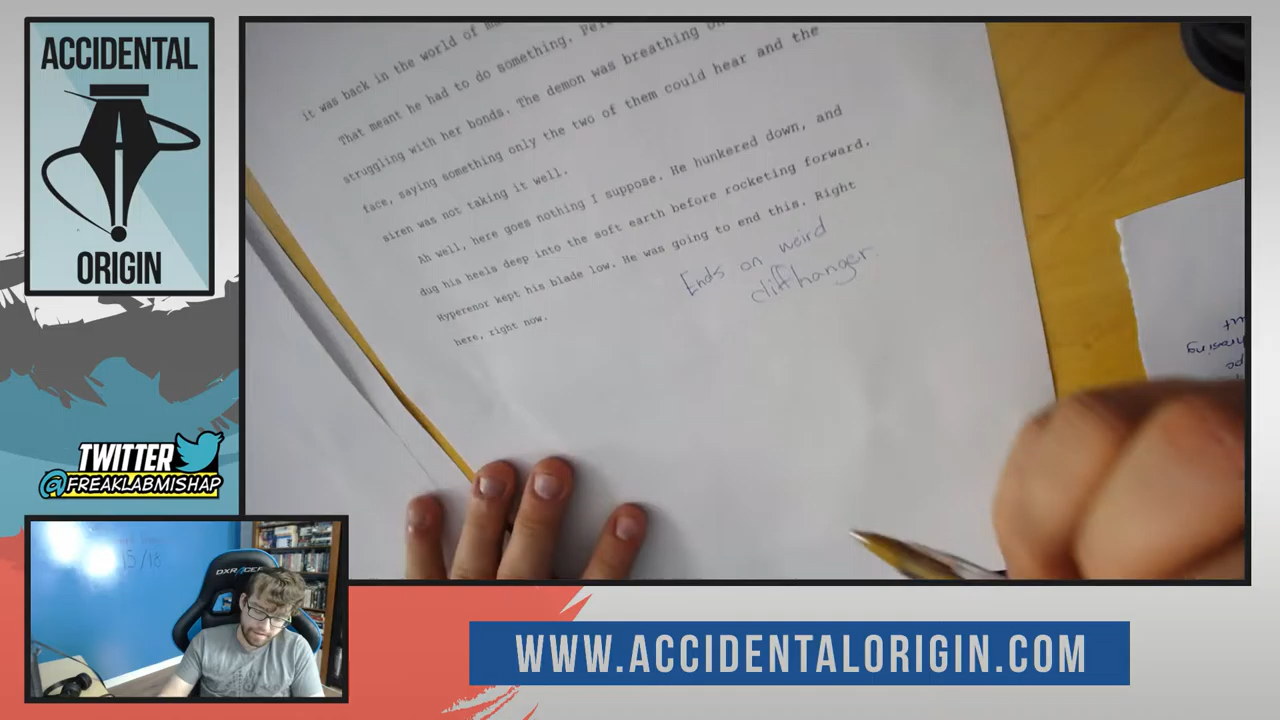 ACCIDENTAL
ORIGIN
TWITTER
@FREAKLABMISHAP
DXRACER
15/18
it was back in the world of
That meant he had to do something.
struggling with her bonds. The demon was breathing on
face, saying something only the two of them could hear and the
siren was not taking it well.
Ah well, here goes nothing I suppose. He hunkered down, and
dug his heels deep into the soft earth before rocketing forward.
Hyperenor kept his blade low. He was going to end this. Right
here, right now.
Ends on weird
cliffhanger.
phrasing
WWW.ACCIDENTALORIGIN.COM